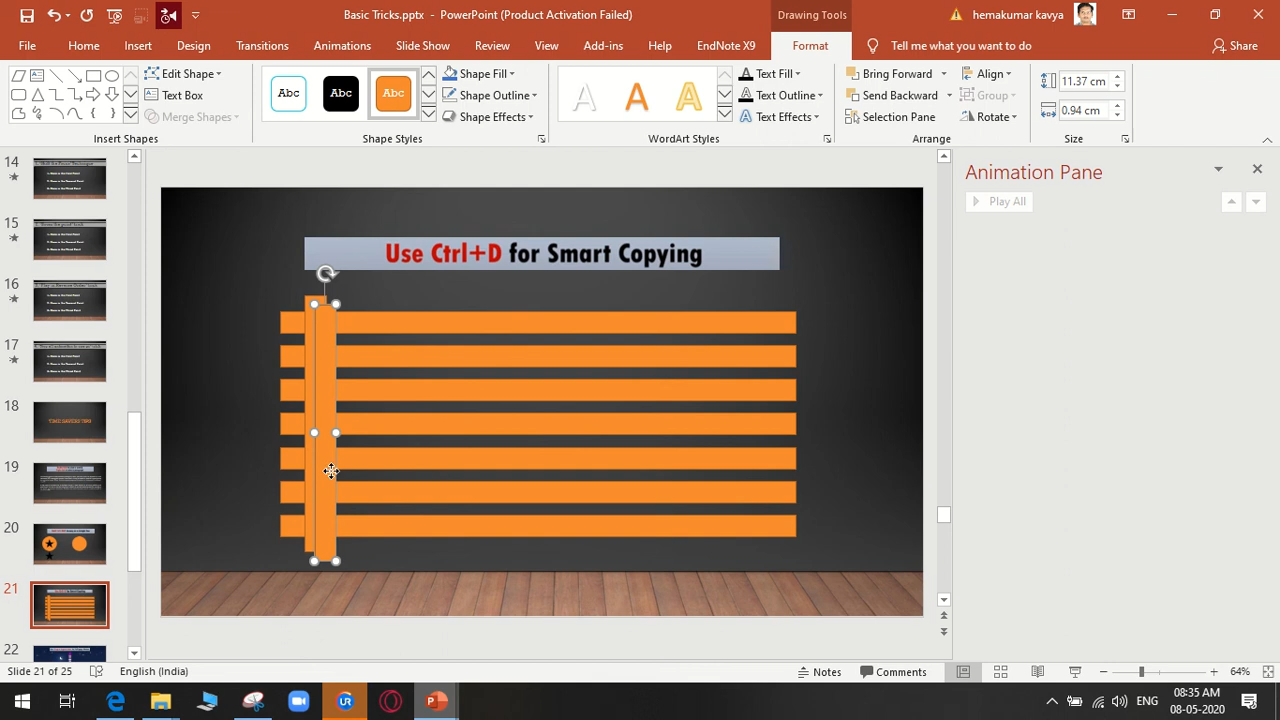 Basic Tricks.pptx - PowerPoint (Product Activation Failed)
Drawing Tools
hemakumar kavya
File Home Insert Design Transitions Animations Slide Show Review View Add-ins Help EndNote X9 Format Tell me what you want to do Share
Edit Shape
Text Box
Merge Shapes
Insert Shapes
Abc Abc Abc
Shape Fill
Shape Outline
Shape Effects
Shape Styles
A A A
Text Fill
Text Outline
Text Effects
WordArt Styles
Bring Forward
Send Backward
Selection Pane
Align
Group
Rotate
Arrange
11.37 cm
0.94 cm
Size
14
15
16
17
18
19
20
21
22
Use Ctrl+D for Smart Copying
Animation Pane
Play All
Slide 21 of 25
English (India)
Notes
Comments
64%
UR
ENG
08:35 AM
08-05-2020